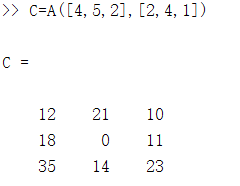 >> C=A([4,5,2],[2,4,1])
C =
12 21 10
18 0 11
35 14 23